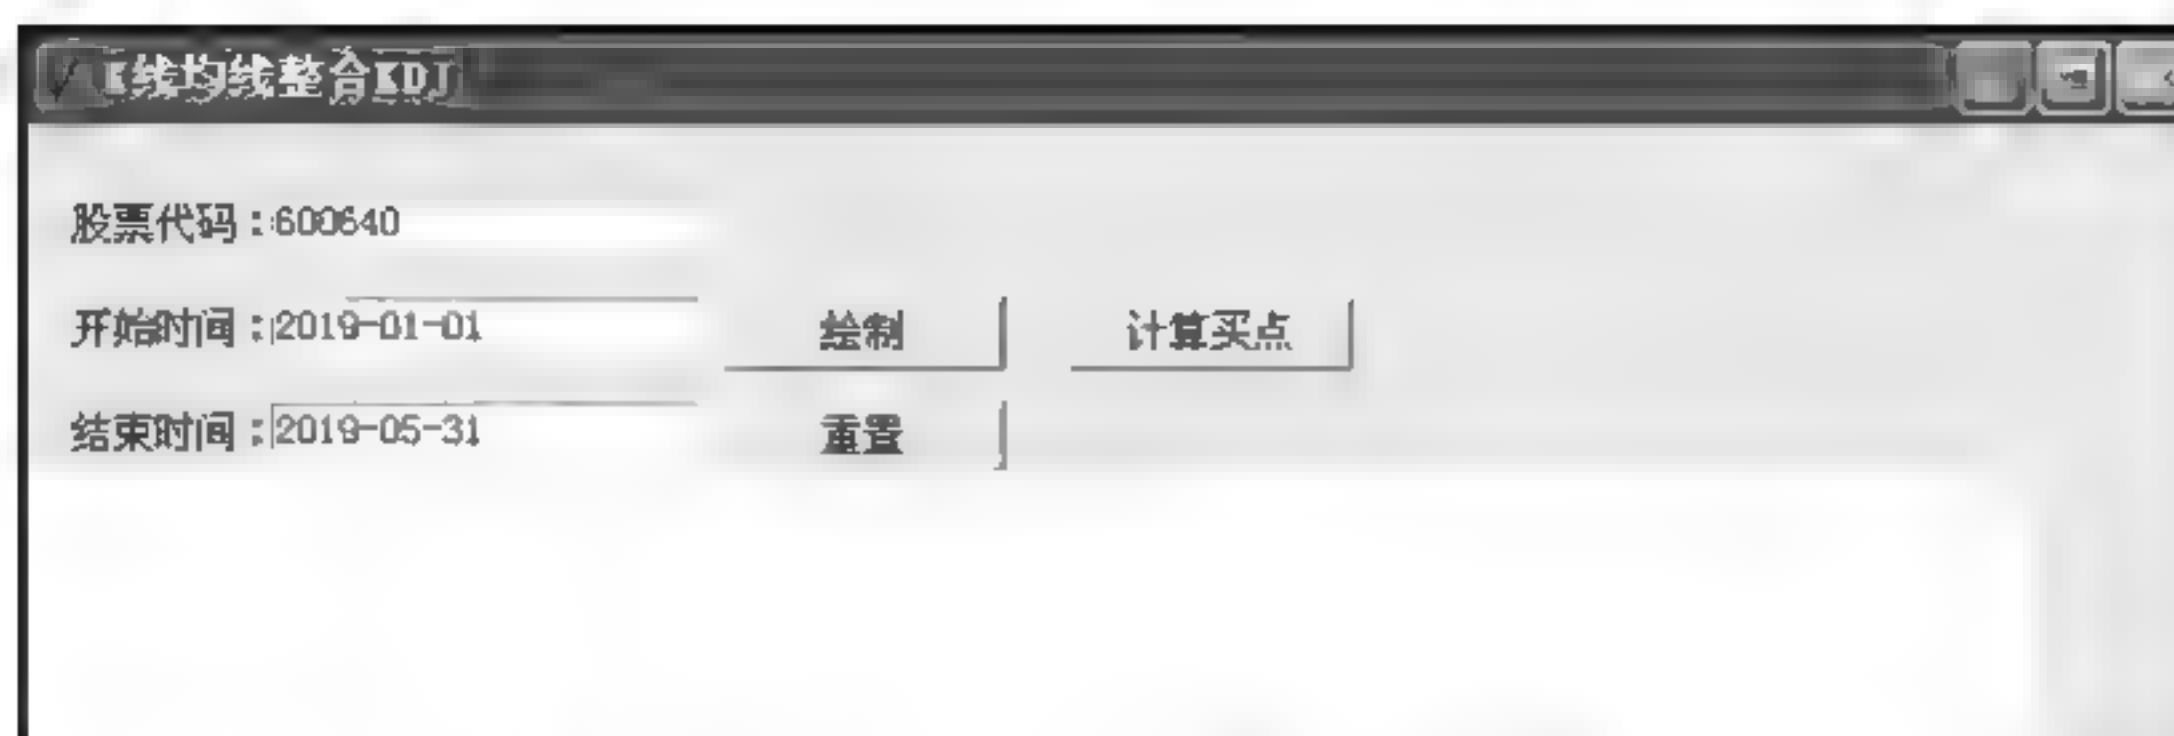 K线均线整合KDJ
股票代码：600640
开始时间：2019-01-01
绘制
计算买点
结束时间：2019-05-31
重置